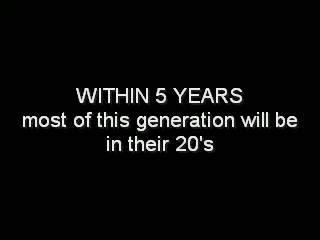 WITHIN 5 YEARS
most of this generation will be
in their 20's